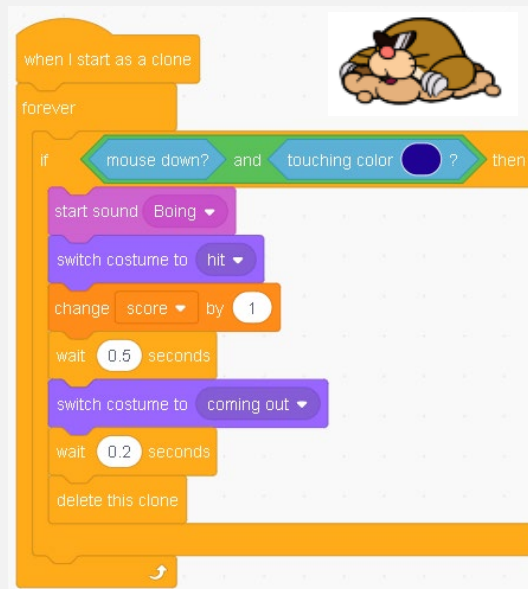 when I start as a clone
forever
if mouse down? and touching color ? then
start sound Boing
switch costume to hit
change score by 1
wait 0.5 seconds
switch costume to coming out
wait 0.2 seconds
delete this clone